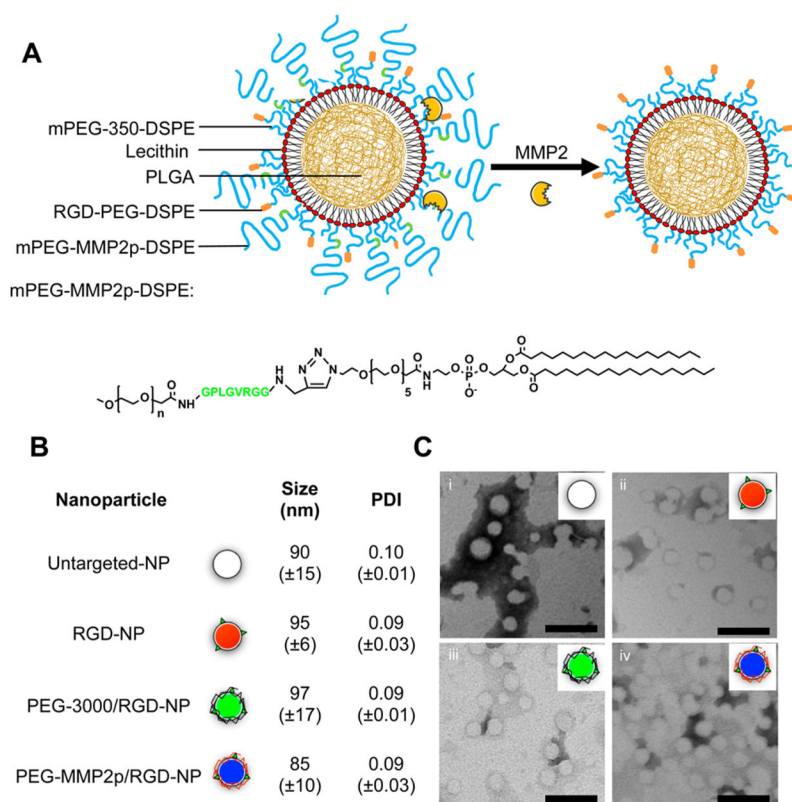 A
mPEG-350-DSPE
Lecithin
PLGA
RGD-PEG-DSPE
mPEG-MMP2p-DSPE
MMP2
mPEG-MMP2p-DSPE:
O
O
n
O
NH
GPLGVRGG
H
N
N
N
N
O
O
5
O
N
H
O
O
P
O
O-
O
O
O
O
O
B
Nanoparticle
Size
(nm)
PDI
Untargeted-NP
90
(±15)
0.10
(±0.01)
RGD-NP
95
(±6)
0.09
(±0.03)
PEG-3000/RGD-NP
97
(±17)
0.09
(±0.01)
PEG-MMP2p/RGD-NP
85
(±10)
0.09
(±0.03)
C
i
ii
iii
iv